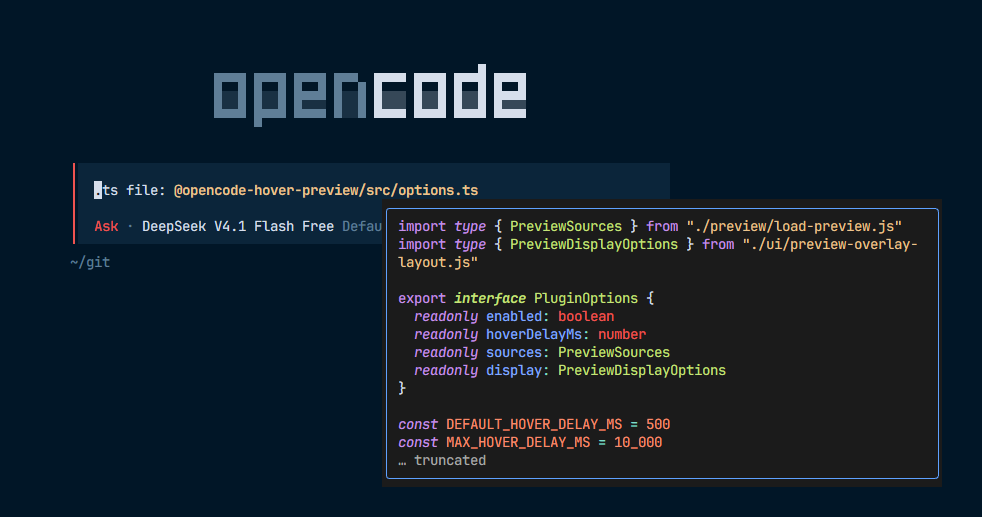 opencode
.ts file: @opencode-hover-preview/src/options.ts
Ask · DeepSeek V4.1 Flash Free Defau
~/git
import type { PreviewSources } from "./preview/load-preview.js"
import type { PreviewDisplayOptions } from "./ui/preview-overlay-
layout.js"
export interface PluginOptions {
  readonly enabled: boolean
  readonly hoverDelayMs: number
  readonly sources: PreviewSources
  readonly display: PreviewDisplayOptions
}
const DEFAULT_HOVER_DELAY_MS = 500
const MAX_HOVER_DELAY_MS = 10_000
… truncated